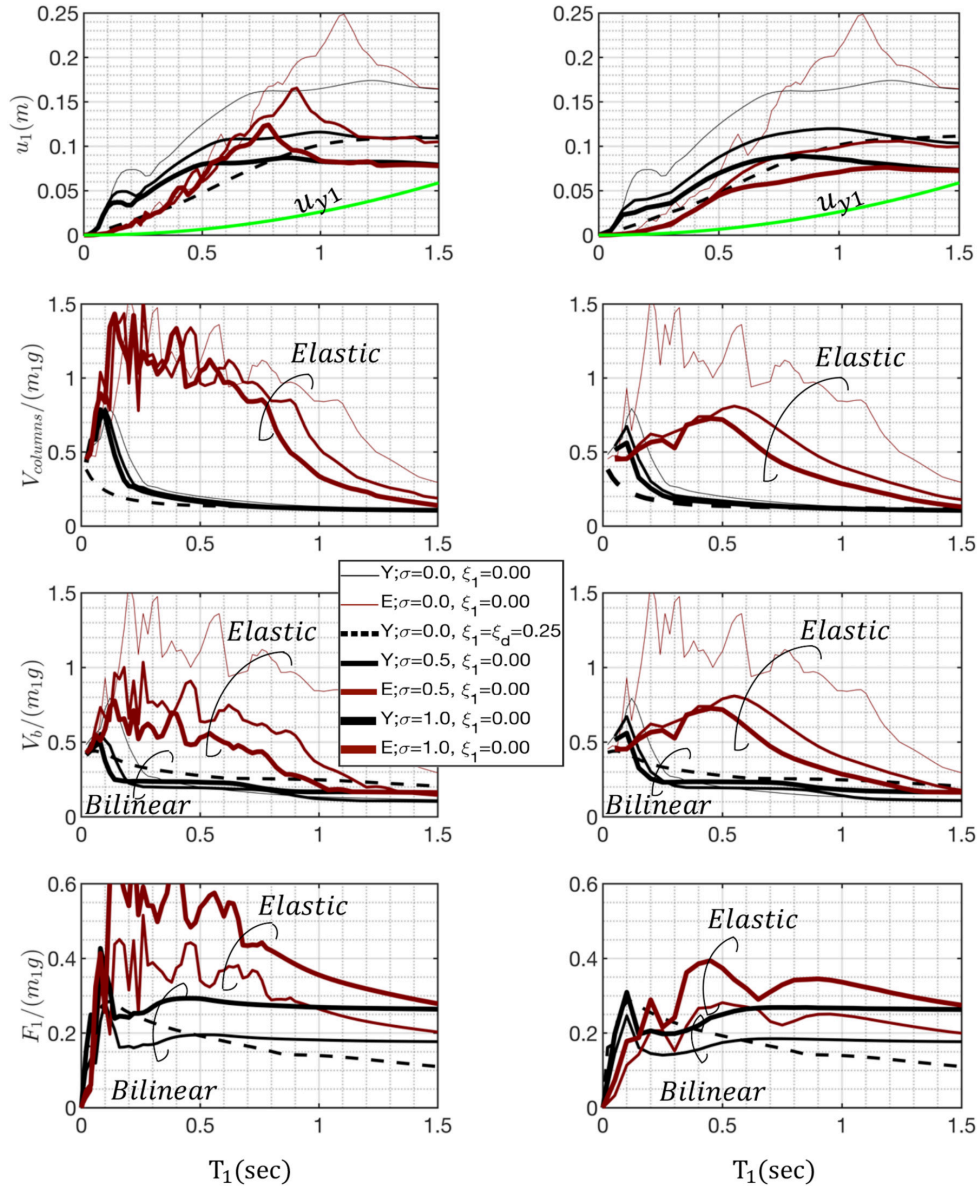 0.25
0.2
0.15
0.1
0.05
0
u₁(m)
u_y1
0 0.5 1 1.5
0.25
0.2
0.15
0.1
0.05
0
u_y1
0 0.5 1 1.5
1.5
1
0.5
0
V_columns/(m₁g)
Elastic
0 0.5 1 1.5
1.5
1
0.5
0
Elastic
0 0.5 1 1.5
Y;σ=0.0, ξ₁=0.00
E;σ=0.0, ξ₁=0.00
Y;σ=0.0, ξ₁=ξ_d=0.25
Y;σ=0.5, ξ₁=0.00
E;σ=0.5, ξ₁=0.00
Y;σ=1.0, ξ₁=0.00
E;σ=1.0, ξ₁=0.00
1.5
1
0.5
0
V_b/(m₁g)
Elastic
Bilinear
0 0.5 1 1.5
1.5
1
0.5
0
Elastic
Bilinear
0 0.5 1 1.5
0.6
0.4
0.2
0
F₁/(m₁g)
Elastic
Bilinear
0 0.5 1 1.5
T₁(sec)
0.6
0.4
0.2
0
Elastic
Bilinear
0 0.5 1 1.5
T₁(sec)